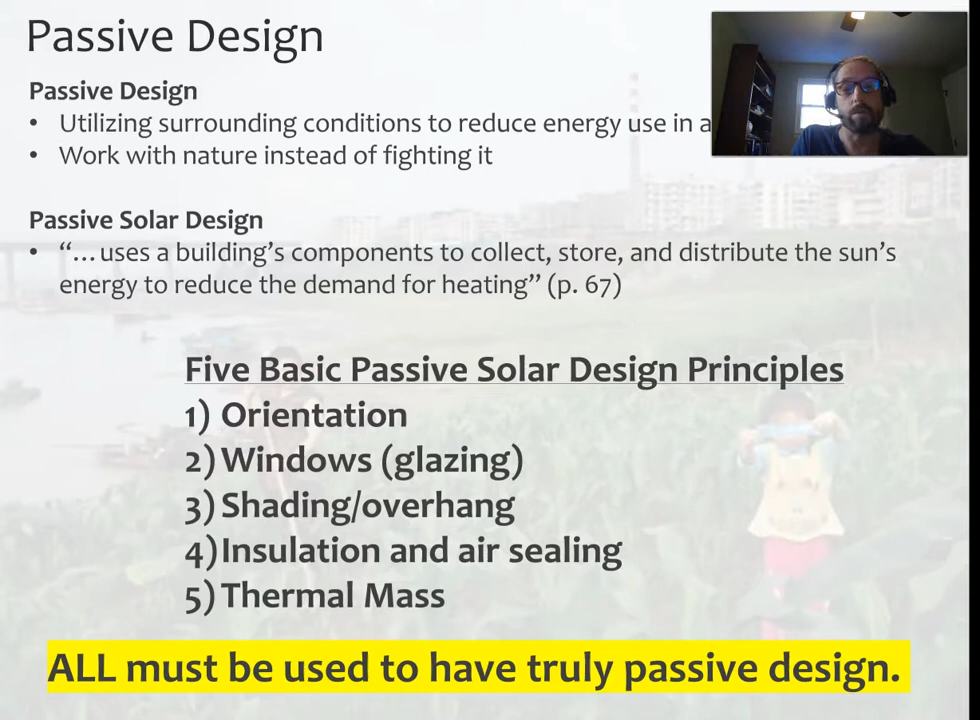 Passive Design
Passive Design
• Utilizing surrounding conditions to reduce energy use in a
• Work with nature instead of fighting it
Passive Solar Design
• “…uses a building’s components to collect, store, and distribute the sun’s
energy to reduce the demand for heating” (p. 67)
Five Basic Passive Solar Design Principles
1) Orientation
2) Windows (glazing)
3) Shading/overhang
4) Insulation and air sealing
5) Thermal Mass
ALL must be used to have truly passive design.